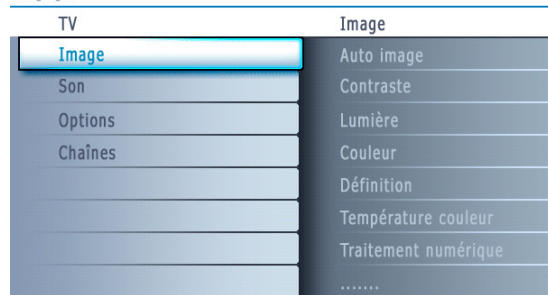 TV
Image
Son
Options
Chaînes
Image
Auto image
Contraste
Lumière
Couleur
Définition
Température couleur
Traitement numérique
.......